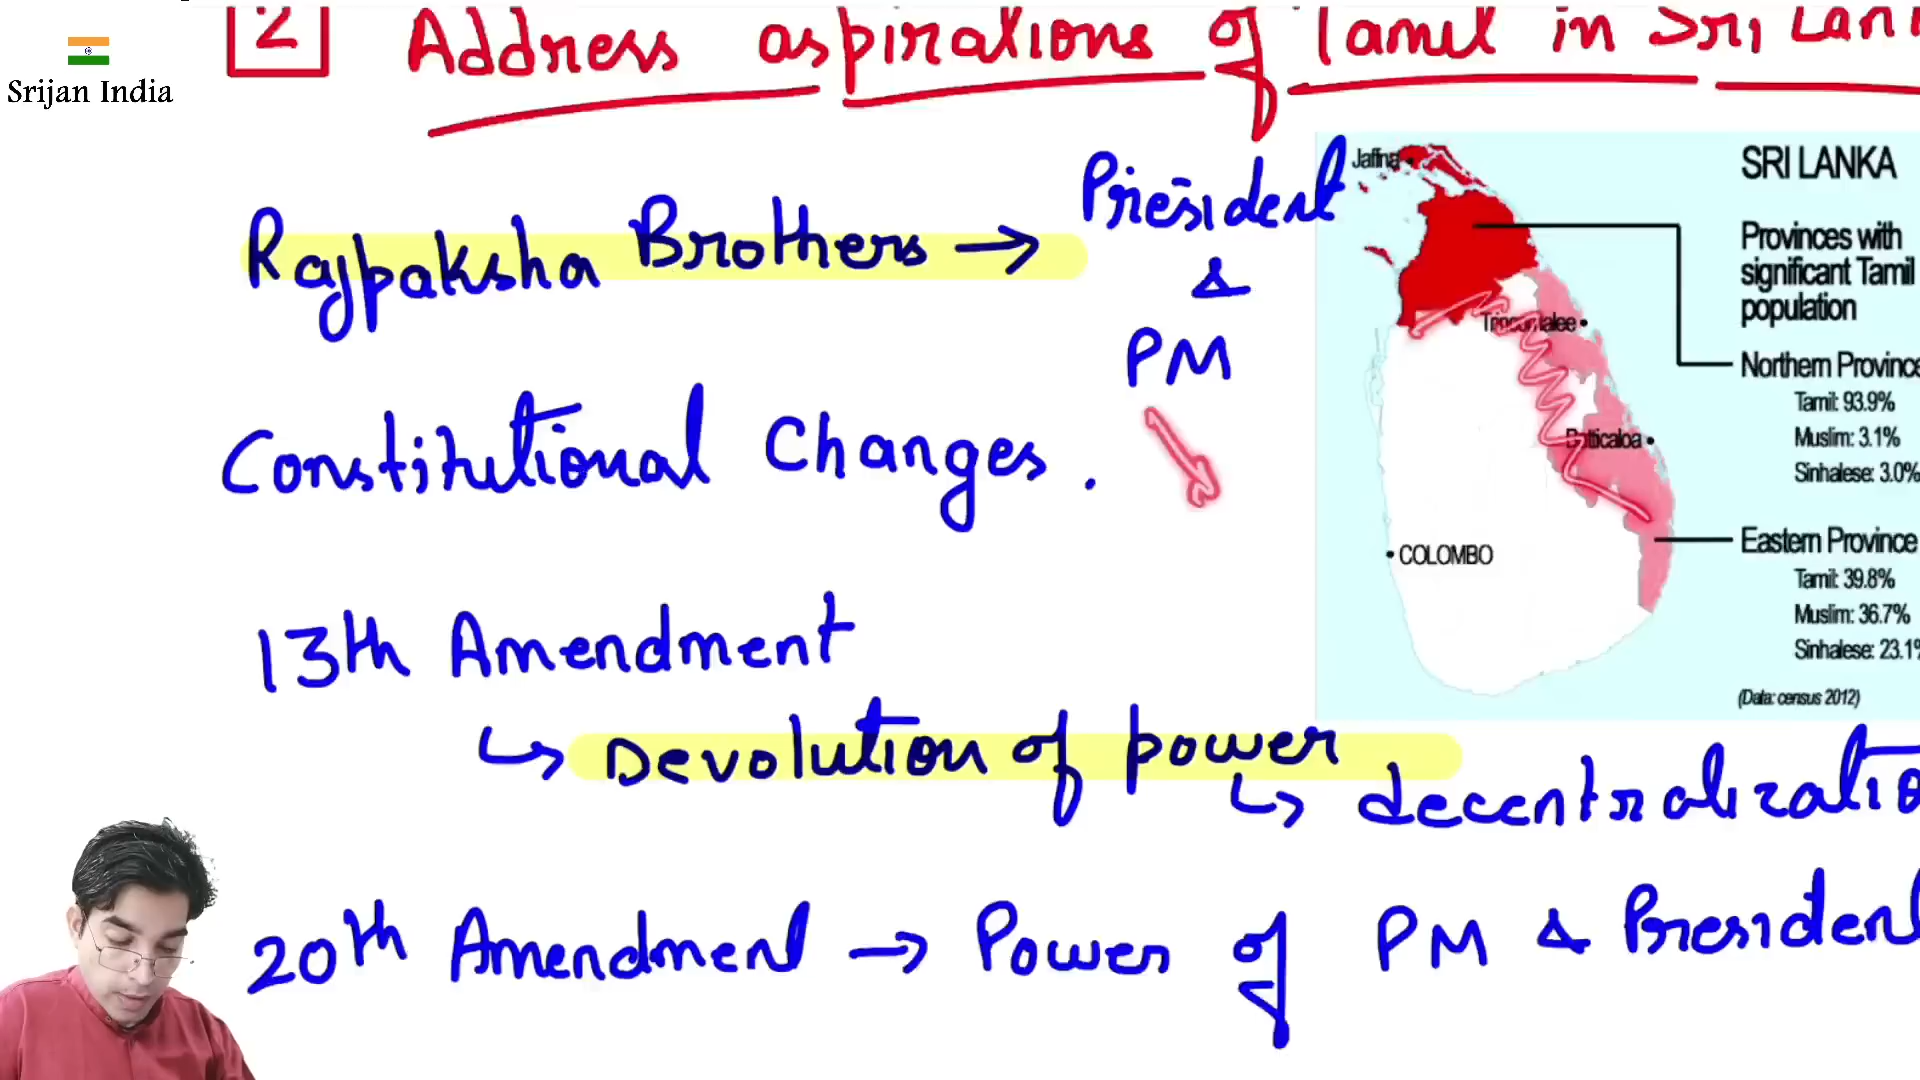 2 Address aspirations of Tamil in Sri Lan
Srijan India
Rajpaksha Brothers → President
&
PM
Constitutional Changes.
13th Amendment
↳ Devolution of power
↳ decentralizatio
20th Amendment → Power of PM & President
SRI LANKA
Provinces with
significant Tamil
population
Jaffna
Trincomalee
Batticaloa
COLOMBO
Northern Province
Tamil: 93.9%
Muslim: 3.1%
Sinhalese: 3.0%
Eastern Province
Tamil: 39.8%
Muslim: 36.7%
Sinhalese: 23.1%
(Data: census 2012)